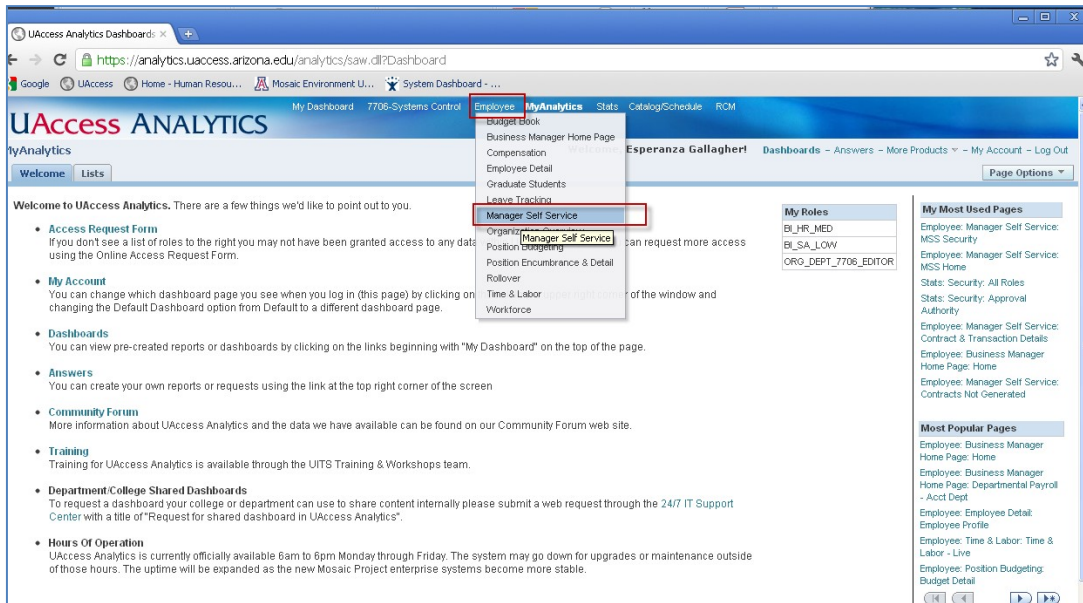 UAccess Analytics Dashboards
https://analytics.uaccess.arizona.edu/analytics/saw.dll?Dashboard
Google UAccess Home - Human Resou... Mosaic Environment U... System Dashboard - ...
My Dashboard 7706-Systems Control Employee MyAnalytics Stats Catalog/Schedule RCM
UACCESS ANALYTICS
MyAnalytics
Esperanza Gallagher! Dashboards - Answers - More Products - My Account - Log Out
Welcome Lists
Page Options
Budget Book
Business Manager Home Page
Compensation
Employee Detail
Graduate Students
Leave Tracking
Manager Self Service
Organization Overview
Manager Self Service
Position Budgeting
Position Encumbrance & Detail
Rollover
Time & Labor
Workforce
Welcome to UAccess Analytics. There are a few things we'd like to point out to you.
• Access Request Form
If you don't see a list of roles to the right you may not have been granted access to any data can request more access
using the Online Access Request Form.
• My Account
You can change which dashboard page you see when you log in (this page) by clicking on of the window and
changing the Default Dashboard option from Default to a different dashboard page.
• Dashboards
You can view pre-created reports or dashboards by clicking on the links beginning with "My Dashboard" on the top of the page.
• Answers
You can create your own reports or requests using the link at the top right corner of the screen
• Community Forum
More information about UAccess Analytics and the data we have available can be found on our Community Forum web site.
• Training
Training for UAccess Analytics is available through the UITS Training & Workshops team.
• Department/College Shared Dashboards
To request a dashboard your college or department can use to share content internally please submit a web request through the 24/7 IT Support
Center with a title of "Request for shared dashboard in UAccess Analytics".
• Hours Of Operation
UAccess Analytics is currently officially available 6am to 6pm Monday through Friday. The system may go down for upgrades or maintenance outside
of those hours. The uptime will be expanded as the new Mosaic Project enterprise systems become more stable.
My Roles
BI_HR_MED
BI_SA_LOW
ORG_DEPT_7706_EDITOR
My Most Used Pages
Employee: Manager Self Service:
MSS Security
Employee: Manager Self Service:
MSS Home
Stats: Security: All Roles
Stats: Security: Approval
Authority
Employee: Manager Self Service:
Contract & Transaction Details
Employee: Business Manager
Home Page: Home
Employee: Manager Self Service:
Contracts Not Generated
Most Popular Pages
Employee: Business Manager
Home Page: Home
Employee: Business Manager
Home Page: Departmental Payroll
- Acct Dept
Employee: Employee Detail:
Employee Profile
Employee: Time & Labor: Time &
Labor - Live
Employee: Position Budgeting:
Budget Detail